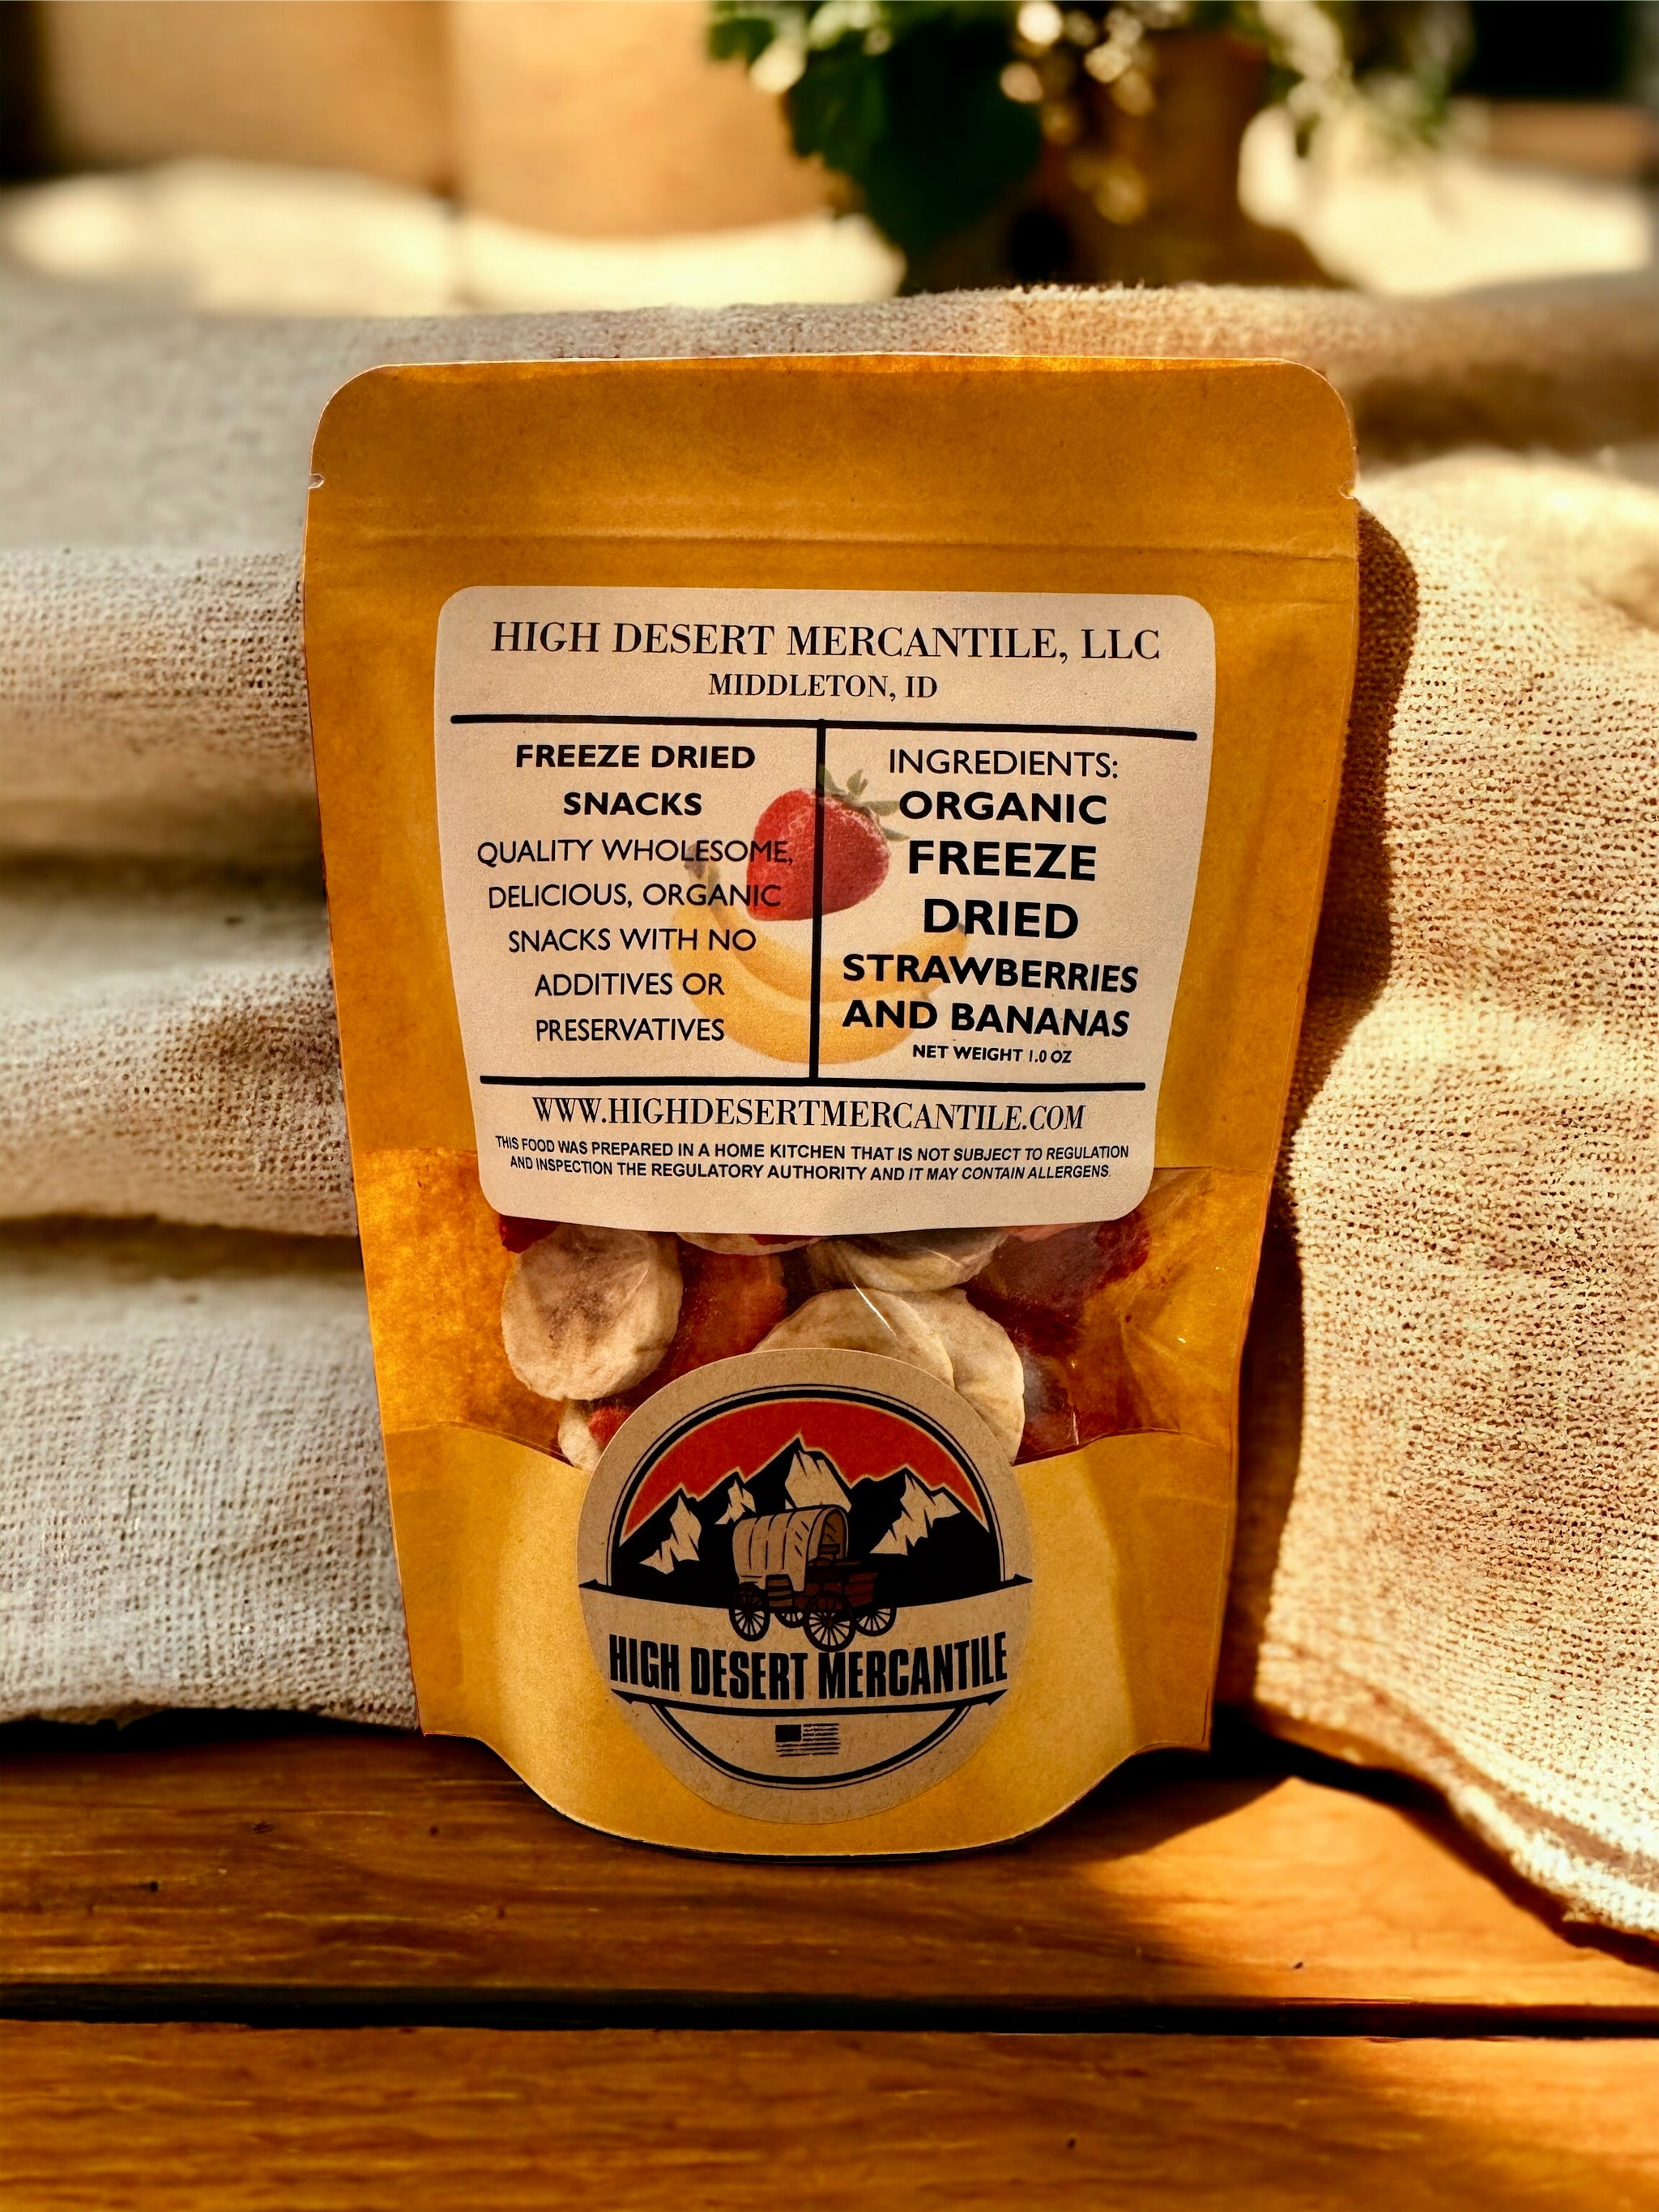 HIGH DESERT MERCANTILE, LLC
MIDDLETON, ID
FREEZE DRIED
SNACKS
QUALITY WHOLESOME,
DELICIOUS, ORGANIC
SNACKS WITH NO
ADDITIVES OR
PRESERVATIVES
INGREDIENTS:
ORGANIC
FREEZE
DRIED
STRAWBERRIES
AND BANANAS
NET WEIGHT 1.0 OZ
WWW.HIGHDESERTMERCANTILE.COM
THIS FOOD WAS PREPARED IN A HOME KITCHEN THAT IS NOT SUBJECT TO REGULATION
AND INSPECTION THE REGULATORY AUTHORITY AND IT MAY CONTAIN ALLERGENS.
HIGH DESERT MERCANTILE